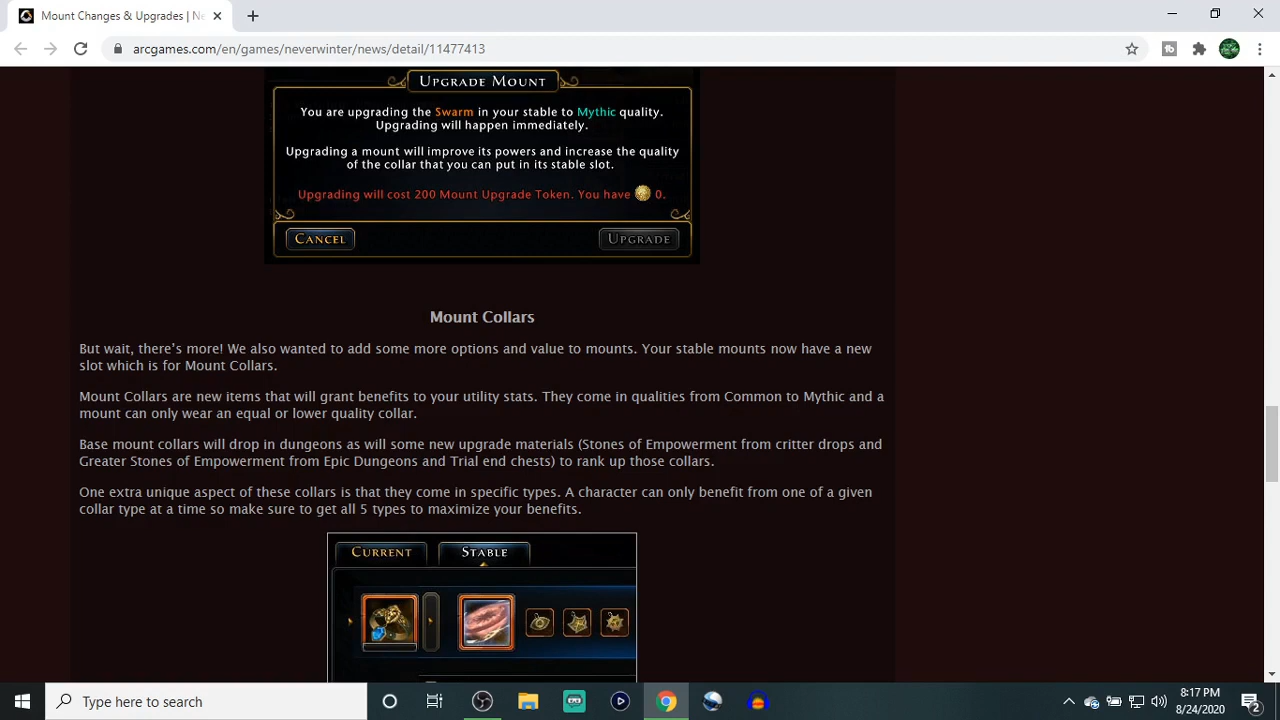 Mount Changes & Upgrades | Ne
arcgames.com/en/games/neverwinter/news/detail/11477413
UPGRADE MOUNT
You are upgrading the Swarm in your stable to Mythic quality.
Upgrading will happen immediately.
Upgrading a mount will improve its powers and increase the quality
of the collar that you can put in its stable slot.
Upgrading will cost 200 Mount Upgrade Token. You have 0.
CANCEL UPGRADE
Mount Collars
But wait, there's more! We also wanted to add some more options and value to mounts. Your stable mounts now have a new
slot which is for Mount Collars.
Mount Collars are new items that will grant benefits to your utility stats. They come in qualities from Common to Mythic and a
mount can only wear an equal or lower quality collar.
Base mount collars will drop in dungeons as will some new upgrade materials (Stones of Empowerment from critter drops and
Greater Stones of Empowerment from Epic Dungeons and Trial end chests) to rank up those collars.
One extra unique aspect of these collars is that they come in specific types. A character can only benefit from one of a given
collar type at a time so make sure to get all 5 types to maximize your benefits.
CURRENT STABLE
Type here to search
8:17 PM
8/24/2020
2